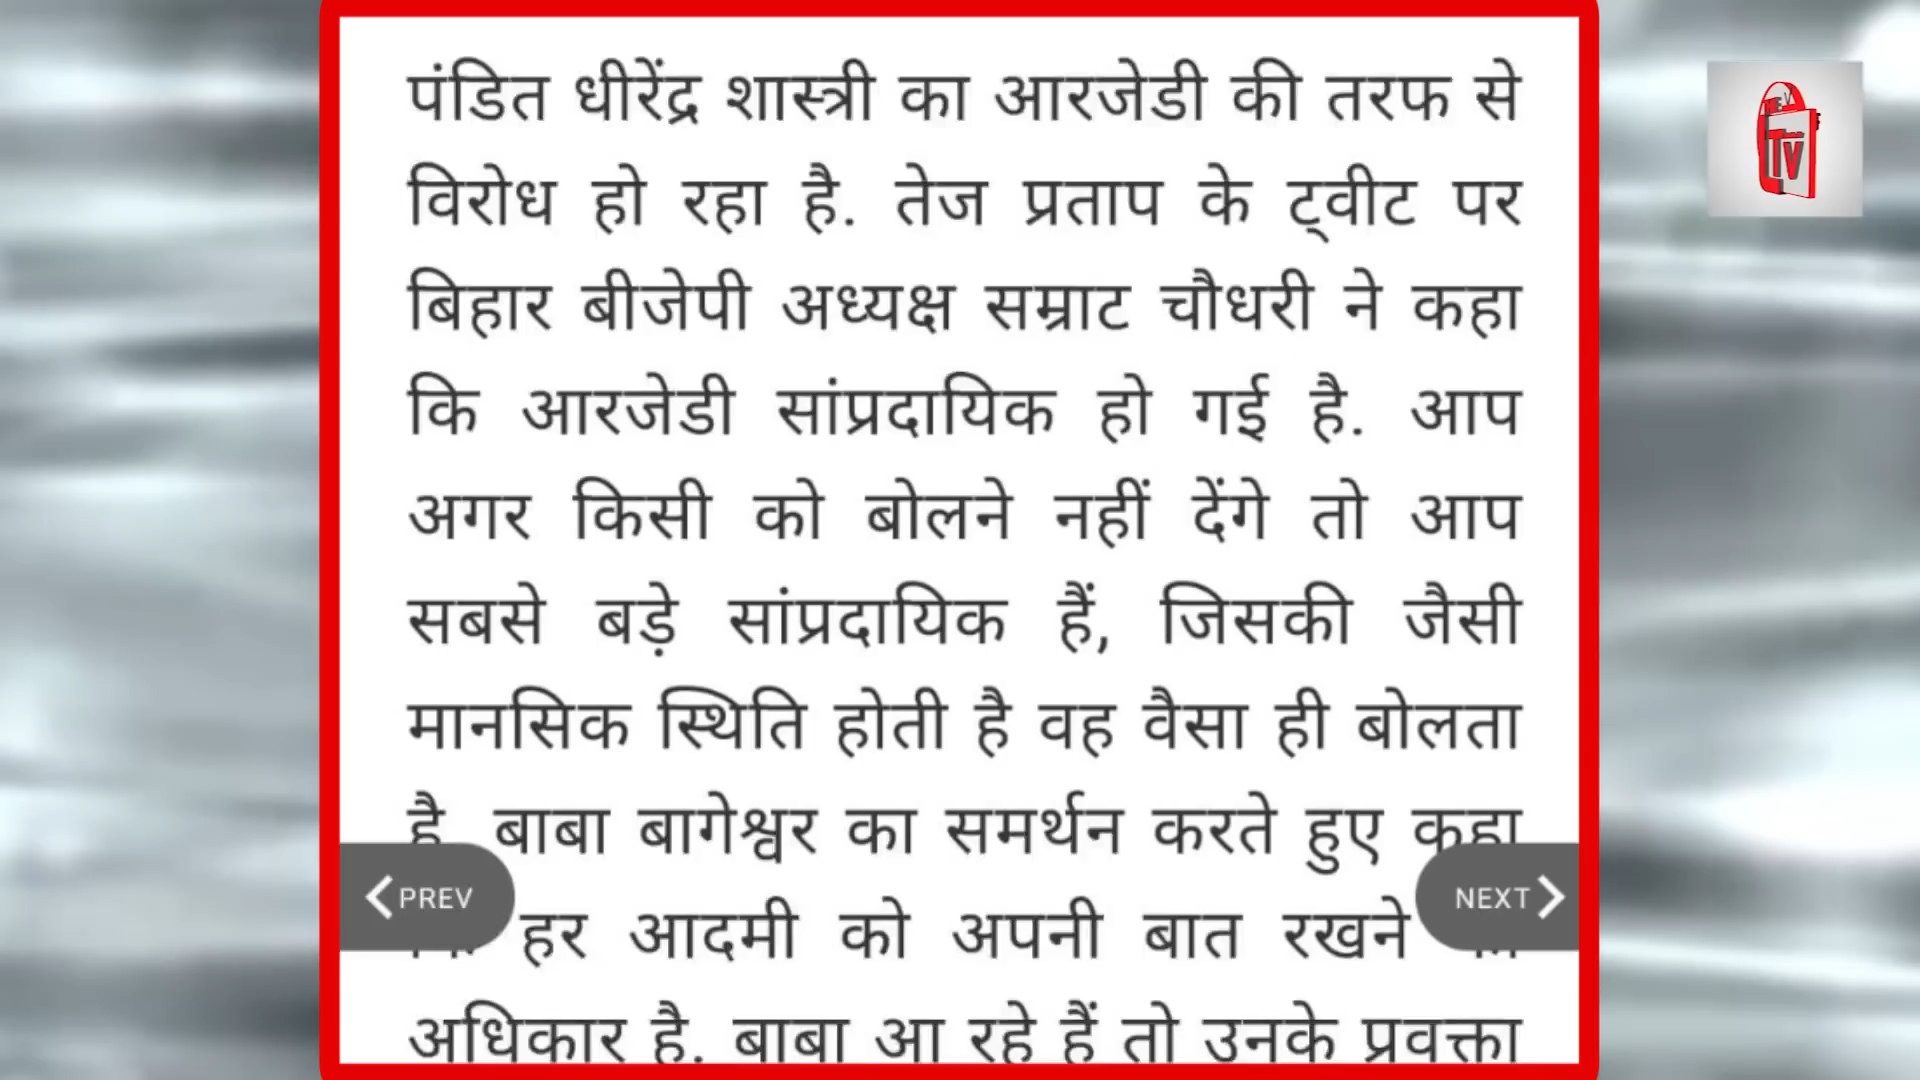 पंडित धीरेंद्र शास्त्री का आरजेडी की तरफ से
विरोध हो रहा है. तेज प्रताप के ट्वीट पर
बिहार बीजेपी अध्यक्ष सम्राट चौधरी ने कहा
कि आरजेडी सांप्रदायिक हो गई है. आप
अगर किसी को बोलने नहीं देंगे तो आप
सबसे बड़े सांप्रदायिक हैं, जिसकी जैसी
मानसिक स्थिति होती है वह वैसा ही बोलता
है बाबा बागेश्वर का समर्थन करते हुए कहा
हर आदमी को अपनी बात रखने
अधिकार है. बाबा आ रहे हैं तो उनके प्रवक्ता
PREV
NEXT
TV